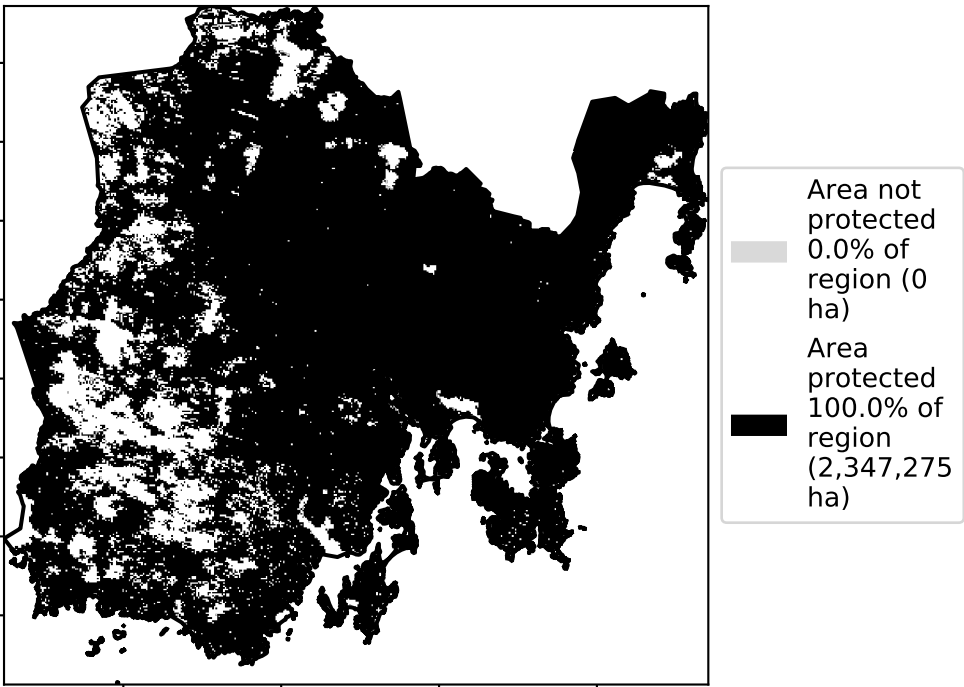 Area not
protected
0.0% of
region (0
ha)
Area
protected
100.0% of
region
(2,347,275
ha)